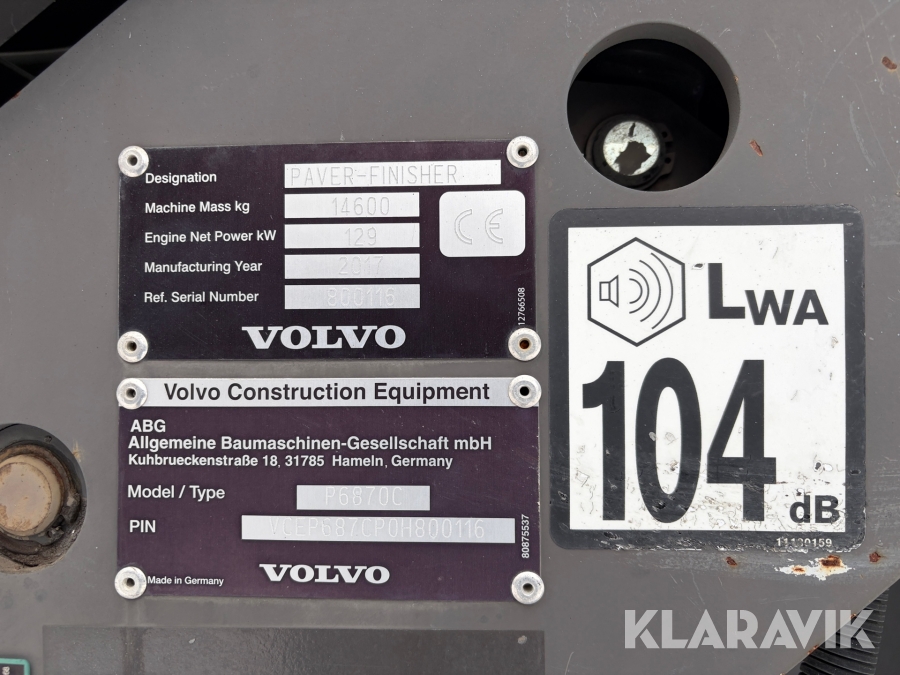 Designation PAVER-FINISHER
Machine Mass kg 14600
Engine Net Power kW 129
CE
Manufacturing Year 2017
Ref. Serial Number 800116
12766508
VOLVO
Volvo Construction Equipment
ABG
Allgemeine Baumaschinen-Gesellschaft mbH
Kuhbrueckenstraße 18, 31785 Hameln, Germany
Model / Type P6870C
PIN VCEP687CP0H800116
80875537
Made in Germany
VOLVO
LWA
104
dB
KLARAVIK